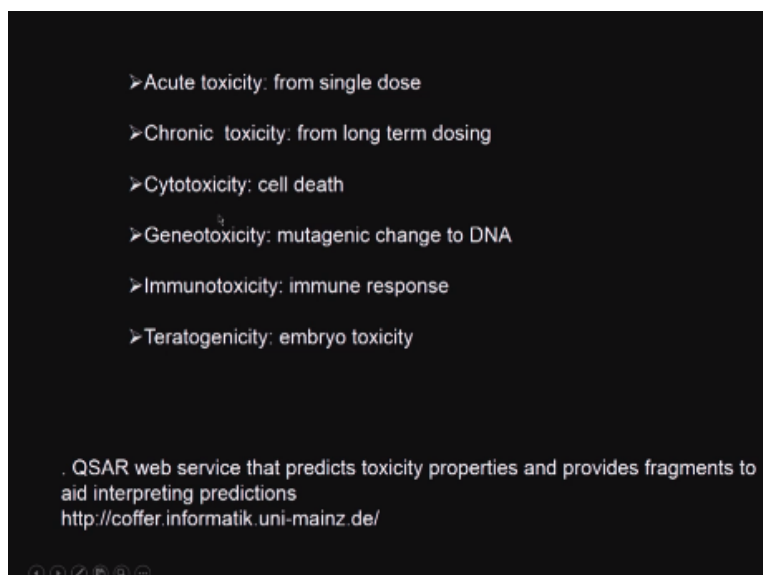 ➢Acute toxicity: from single dose
➢Chronic toxicity: from long term dosing
➢Cytotoxicity: cell death
➢Geneotoxicity: mutagenic change to DNA
➢Immunotoxicity: immune response
➢Teratogenicity: embryo toxicity
. QSAR web service that predicts toxicity properties and provides fragments to
aid interpreting predictions
http://coffer.informatik.uni-mainz.de/